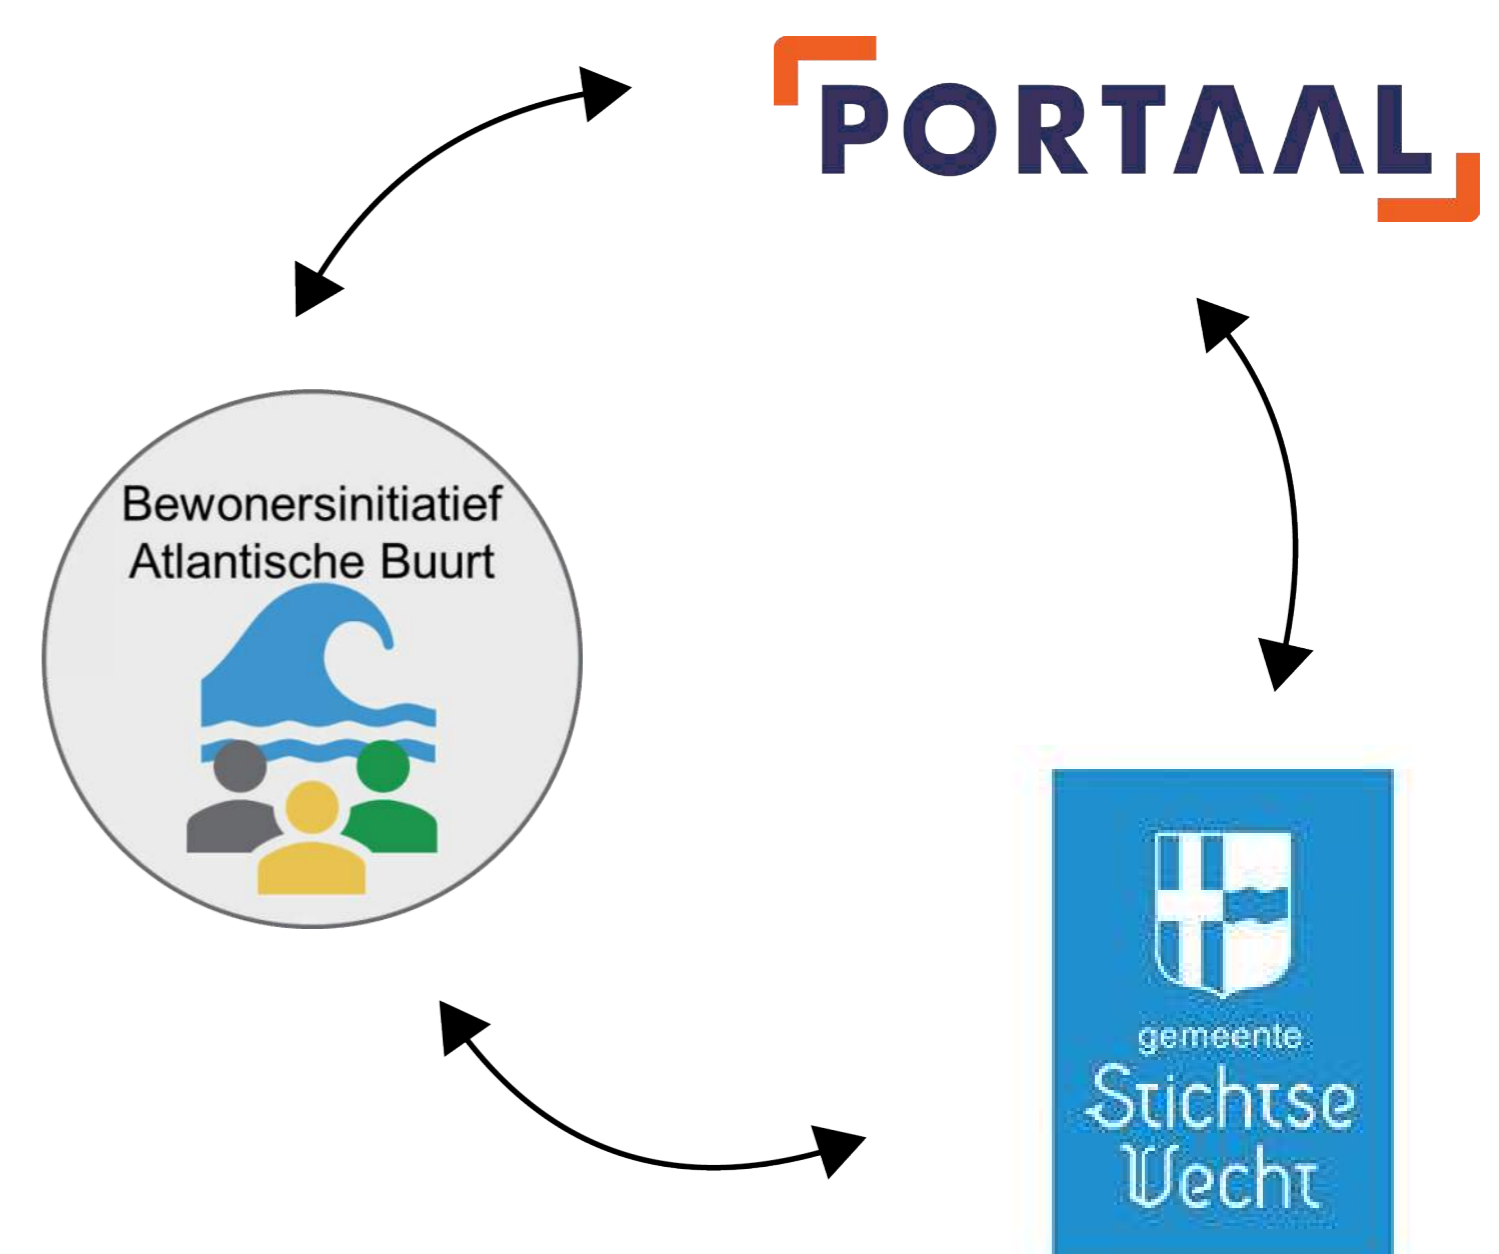 PORTAAL
Bewonersinitiatief
Atlantische Buurt
gemeente
Stichtse
Vecht